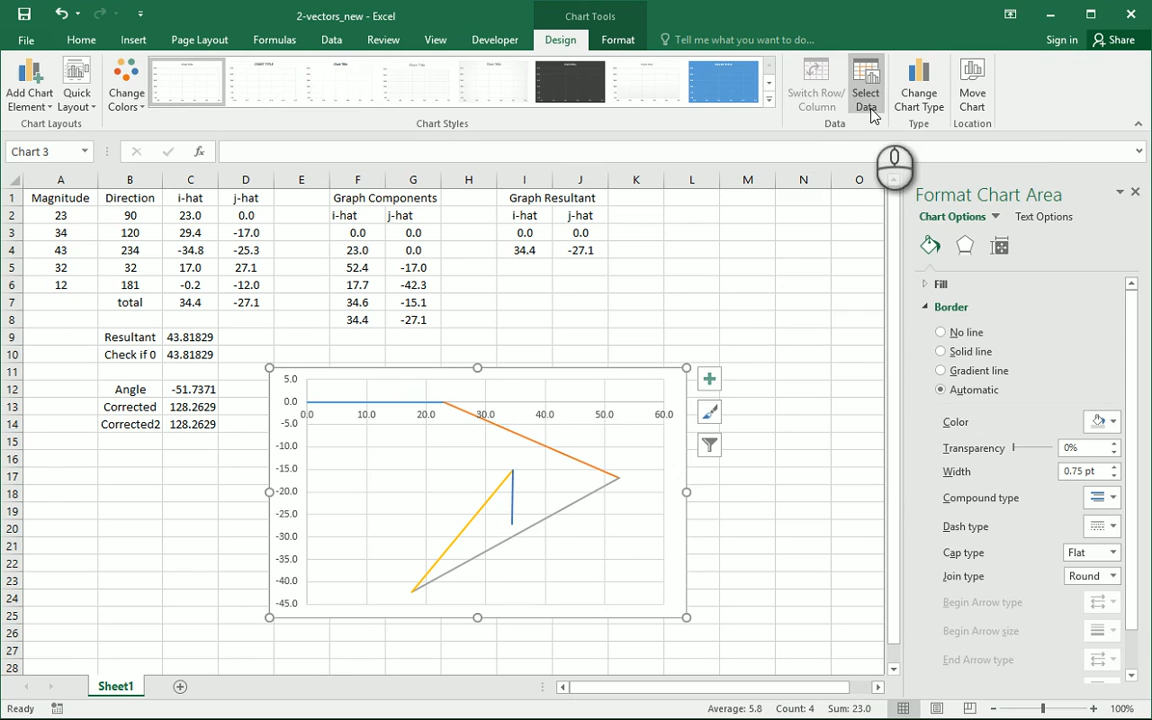 2-vectors_new - Excel
Chart Tools
File Home Insert Page Layout Formulas Data Review View Developer Design Format Tell me what you want to do... Sign in Share
Add Chart Element
Quick Layout
Change Colors
Switch Row/ Column
Select Data
Change Chart Type
Move Chart
Chart Layouts Chart Styles Data Type Location
Chart 3
fx
A B C D E F G H I J K L M N O
1 Magnitude Direction i-hat j-hat Graph Components Graph Resultant
2 23 90 23.0 0.0 i-hat j-hat i-hat j-hat
3 34 120 29.4 -17.0 0.0 0.0 0.0 0.0
4 43 234 -34.8 -25.3 23.0 0.0 34.4 -27.1
5 32 32 17.0 27.1 52.4 -17.0
6 12 181 -0.2 -12.0 17.7 -42.3
7 total 34.4 -27.1 34.6 -15.1
8 34.4 -27.1
9 Resultant 43.81829
10 Check if 0 43.81829
11
12 Angle -51.7371
13 Corrected 128.2629
14 Corrected2 128.2629
15
16
17
18
19
20
21
22
23
24
25
26
27
28
5.0
0.0
0.0 10.0 20.0 30.0 40.0 50.0 60.0
-5.0
-10.0
-15.0
-20.0
-25.0
-30.0
-35.0
-40.0
-45.0
Format Chart Area
Chart Options Text Options
Fill
Border
No line
Solid line
Gradient line
Automatic
Color
Transparency 0%
Width 0.75 pt
Compound type
Dash type
Cap type Flat
Join type Round
Begin Arrow type
Begin Arrow size
End Arrow type
Sheet1
Ready Average: 5.8 Count: 4 Sum: 23.0 100%